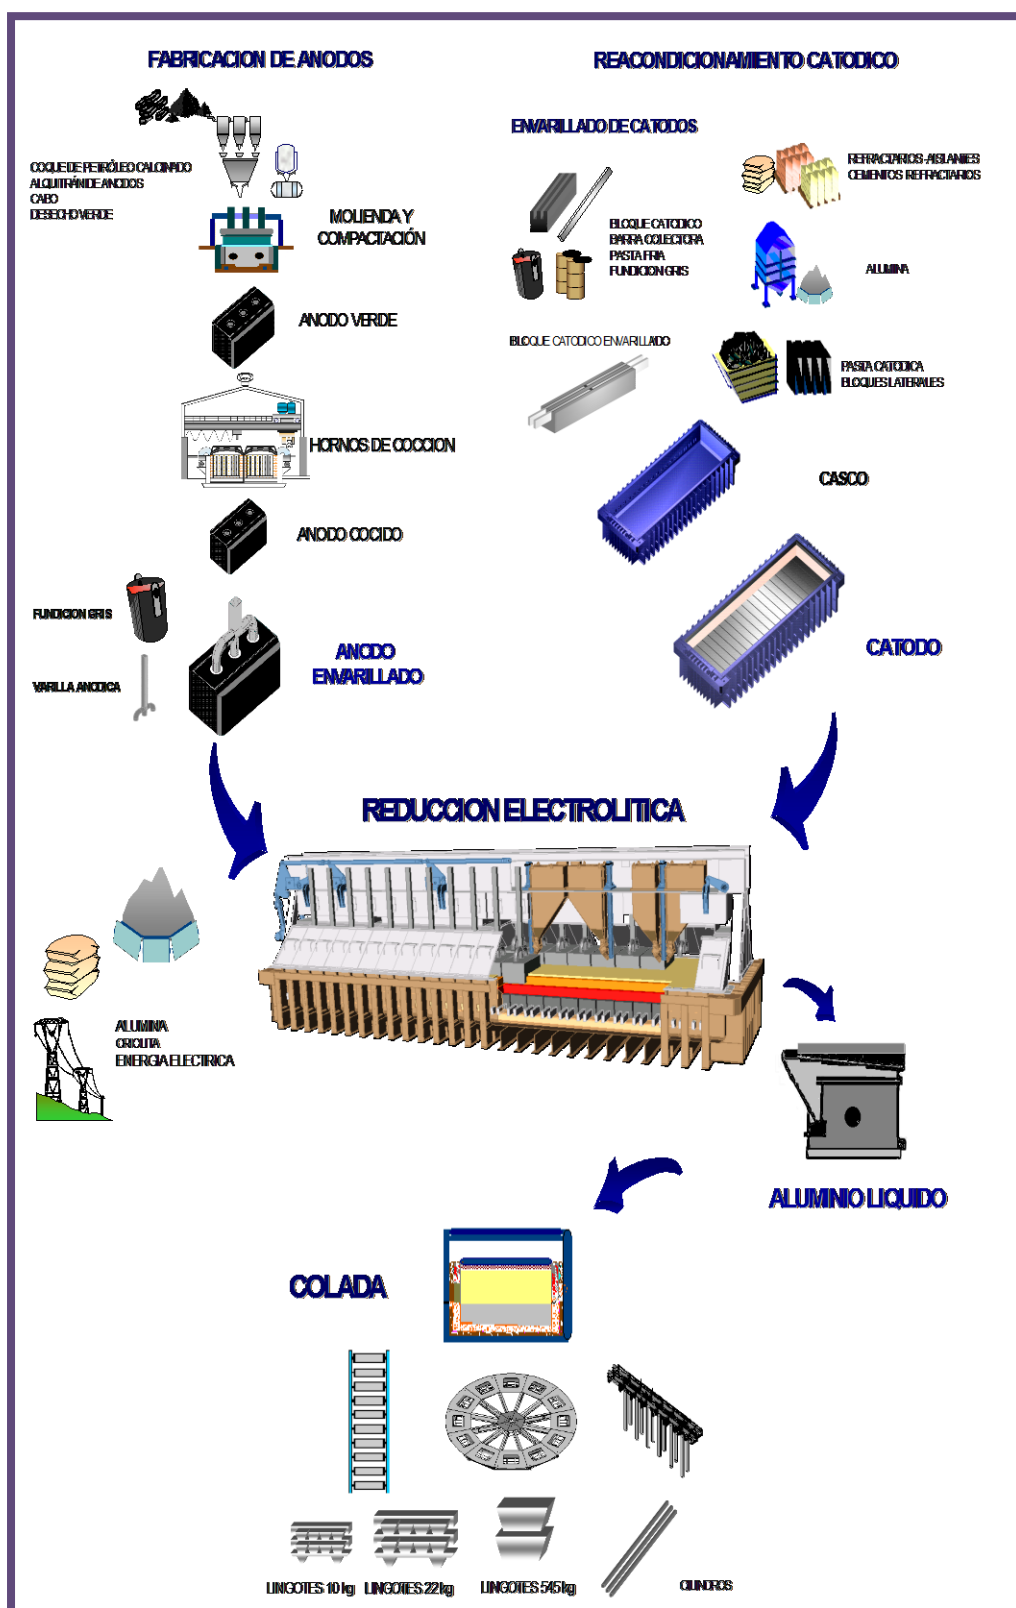 FABRICACION DE ANODOS
COQUE DE PETRÓLEO CALCINADO
ALQUITRÁN DE ANODOS
CABO
DESECHO VERDE
MOLIENDA Y
COMPACTACIÓN
ANODO VERDE
HORNOS DE COCCION
ANODO COCIDO
FUNDICION GRIS
VARILLA ANODICA
ANODO
ENVARILLADO
REACONDICIONAMIENTO CATODICO
ENVARILLADO DE CATODOS
BLOQUE CATODICO
BARRA COLECTORA
PASTA FRIA
FUNDICION GRIS
REFRACTARIOS-AISLANTES
CEMENTOS REFRACTARIOS
ALUMINA
BLOQUE CATODICO ENVARILLADO
PASTA CATODICA
BLOQUES LATERALES
CASCO
CATODO
REDUCCION ELECTROLITICA
ALUMINA
CRIOLITA
ENERGIA ELECTRICA
ALUMINIO LIQUIDO
COLADA
LINGOTES 10 kg
LINGOTES 22 kg
LINGOTES 545 kg
CILINDROS